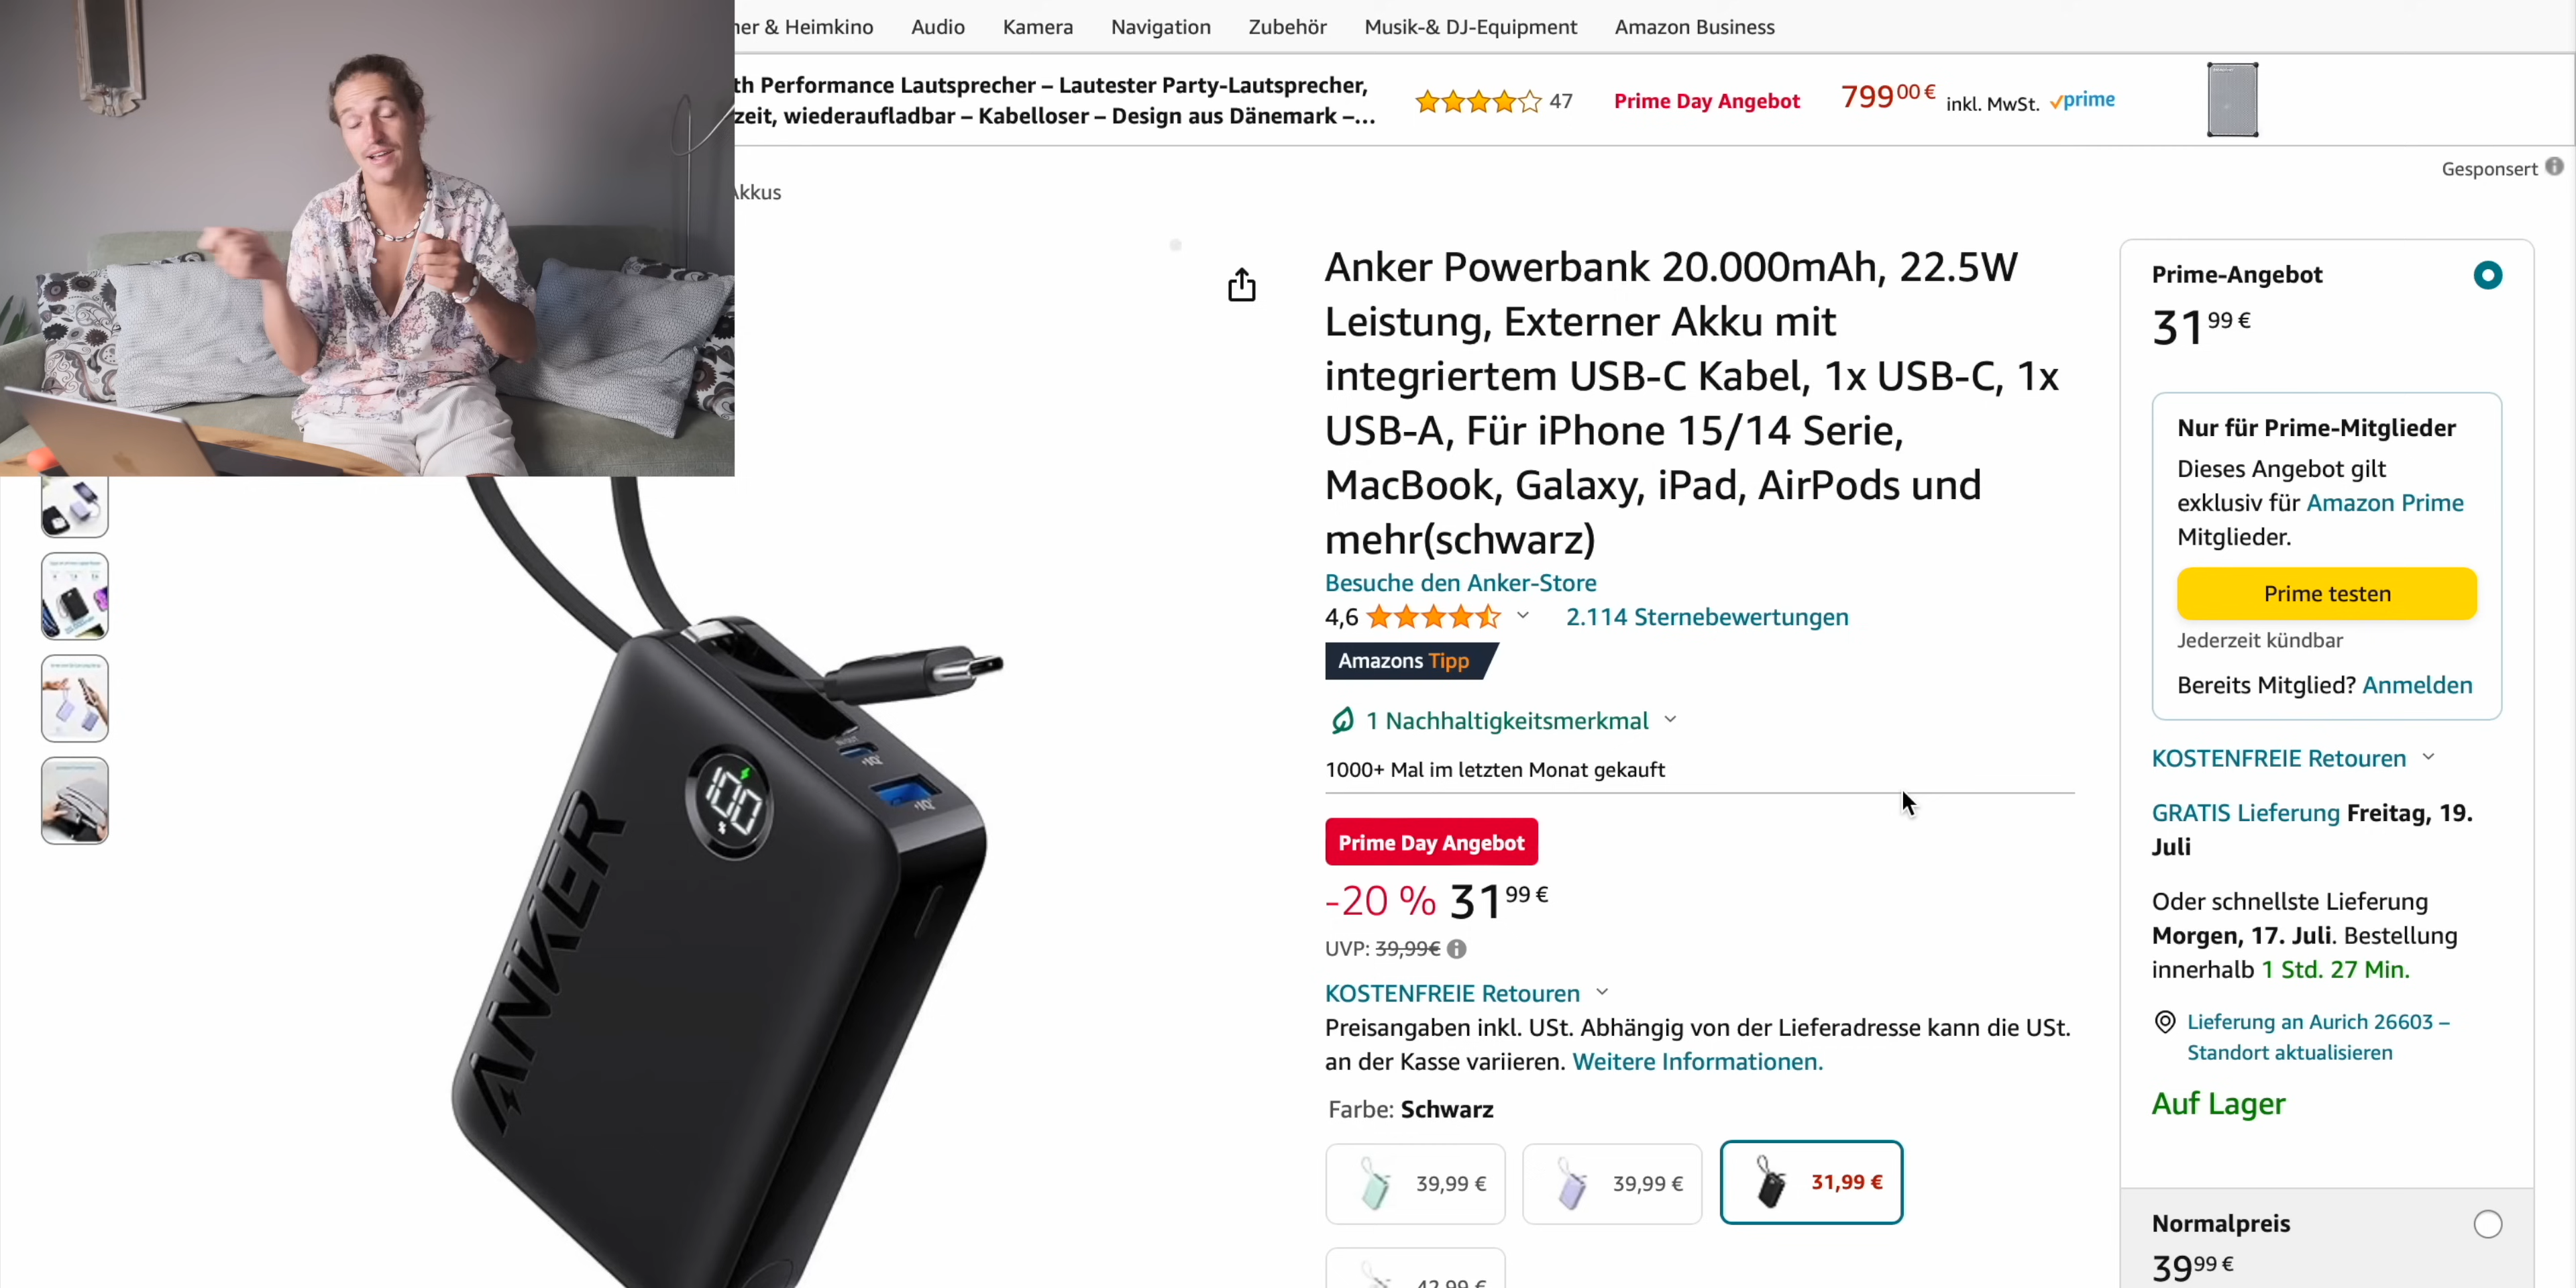 & Heimkino Audio Kamera Navigation Zubehör Musik-& DJ-Equipment Amazon Business
Performance Lautsprecher – Lautester Party-Lautsprecher,
wiederaufladbar – Kabelloser – Design aus Dänemark –...
47 Prime Day Angebot 799 00 € inkl. MwSt. prime
Gesponsert
Akkus
Anker Powerbank 20.000mAh, 22.5W
Leistung, Externer Akku mit
integriertem USB-C Kabel, 1x USB-C, 1x
USB-A, Für iPhone 15/14 Serie,
MacBook, Galaxy, iPad, AirPods und
mehr(schwarz)
Besuche den Anker-Store
4,6 2.114 Sternebewertungen
Amazons Tipp
1 Nachhaltigkeitsmerkmal
1000+ Mal im letzten Monat gekauft
Prime Day Angebot
-20 % 31 99 €
UVP: 39,99€
KOSTENFREIE Retouren
Preisangaben inkl. USt. Abhängig von der Lieferadresse kann die USt.
an der Kasse variieren. Weitere Informationen.
Farbe: Schwarz
39,99 € 39,99 € 31,99 €
42,99 €
Prime-Angebot
31 99 €
Nur für Prime-Mitglieder
Dieses Angebot gilt
exklusiv für Amazon Prime
Mitglieder.
Prime testen
Jederzeit kündbar
Bereits Mitglied? Anmelden
KOSTENFREIE Retouren
GRATIS Lieferung Freitag, 19.
Juli
Oder schnellste Lieferung
Morgen, 17. Juli. Bestellung
innerhalb 1 Std. 27 Min.
Lieferung an Aurich 26603 –
Standort aktualisieren
Auf Lager
Normalpreis
39 99 €
100
%
ANKER